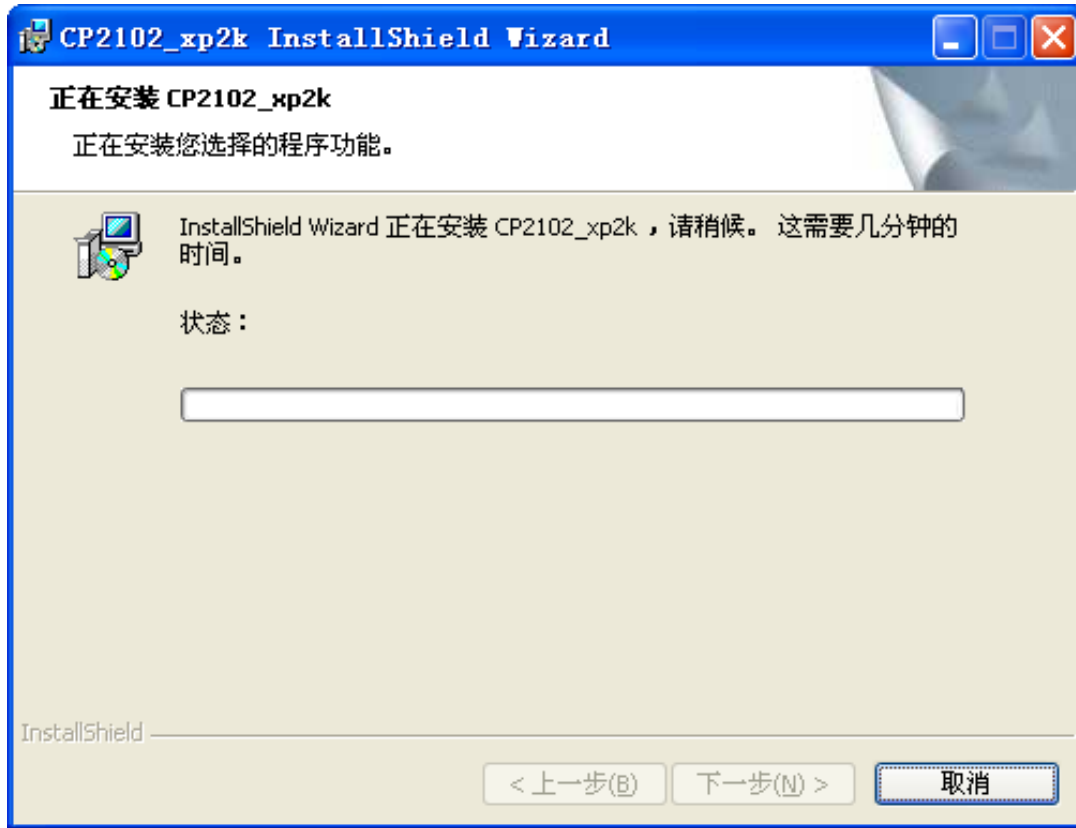 CP2102_xp2k InstallShield Wizard
正在安装 CP2102_xp2k
正在安装您选择的程序功能。
InstallShield Wizard 正在安装 CP2102_xp2k ，请稍候。 这需要几分钟的
时间。
状态：
InstallShield
< 上一步(B) 下一步(N) > 取消